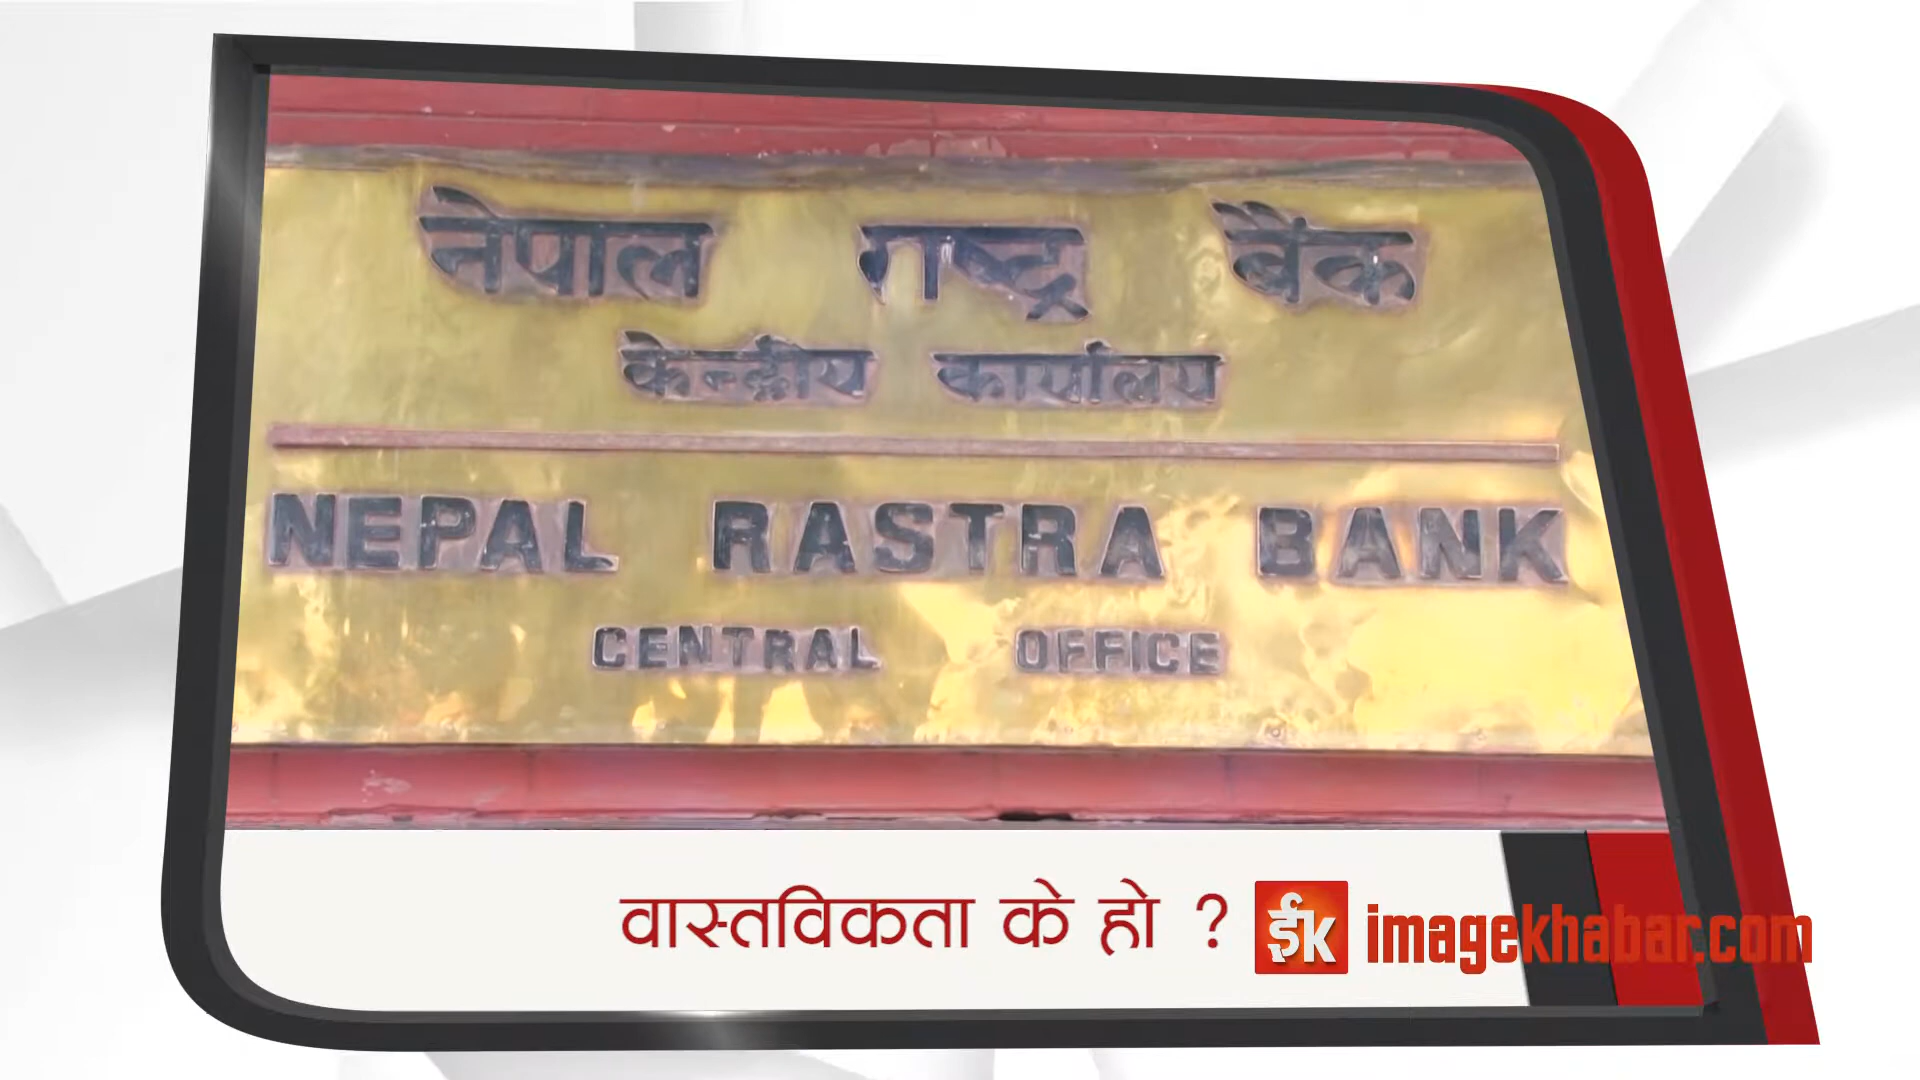 नेपाल राष्ट्र बैंक
केन्द्रीय कार्यालय
NEPAL RASTRA BANK
CENTRAL OFFICE
वास्तविकता के हो ?
ईk imagekhabar.com